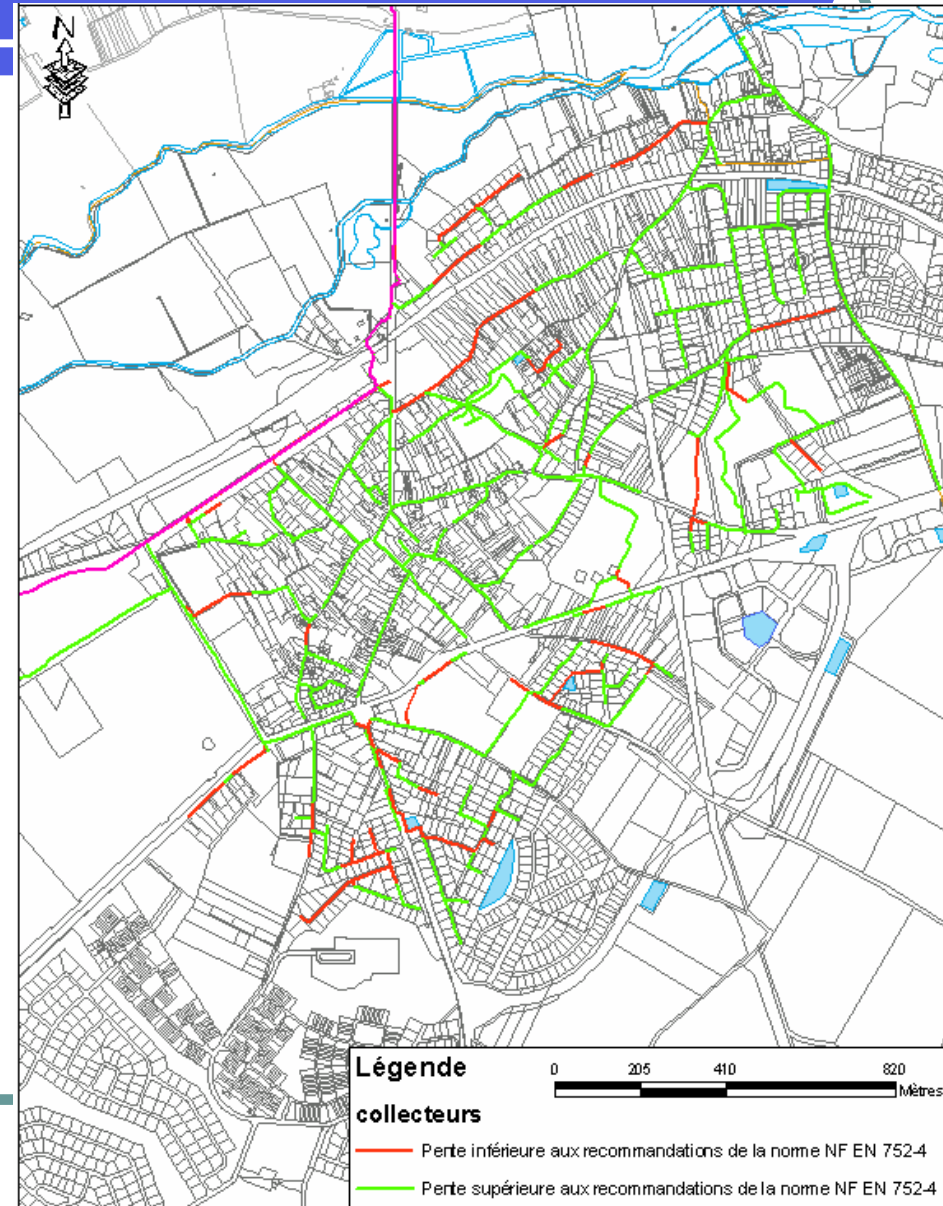 N
Légende
0 205 410 820
Mètres
collecteurs
Pente inférieure aux recommandations de la norme NF EN 752-4
Pente supérieure aux recommandations de la norme NF EN 752-4